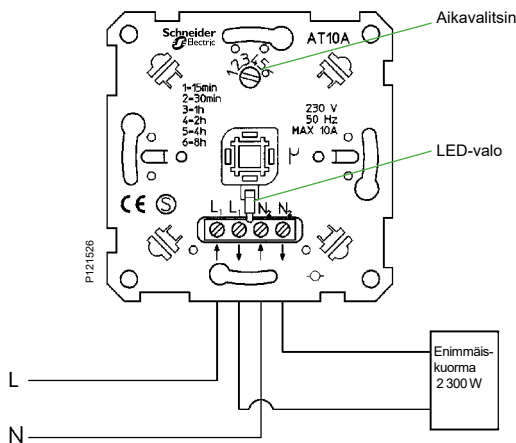 Aikavalitsin
Schneider
Electric
AT10A
1 2 3 4 5 6
1=15min
2=30min
3=1h
4=2h
5=4h
6=8h
230 V
50 Hz
MAX 10A
LED-valo
CE S
L1 L1 N2 N2
P121526
Enimmäis-
kuorma
2 300 W
L
N